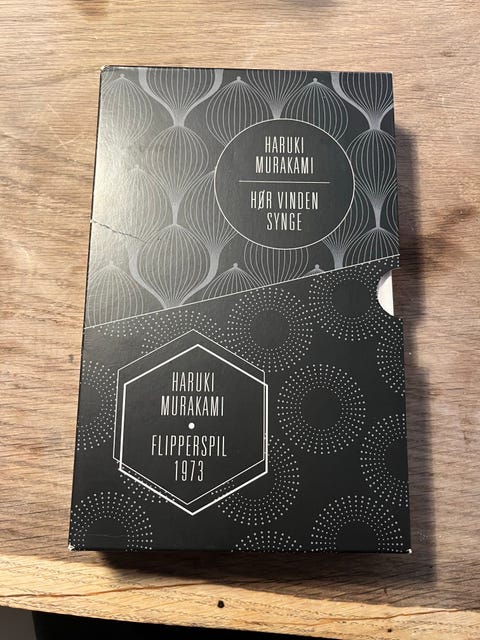 HARUKI
MURAKAMI
HØR VINDEN
SYNGE
HARUKI
MURAKAMI
FLIPPERSPIL
1973